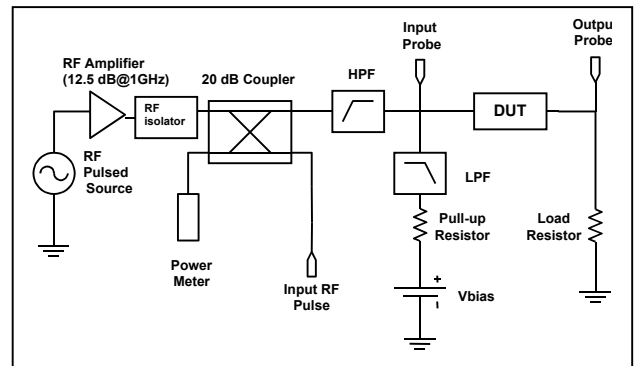 Input
Probe
Outpu
Probe
RF Amplifier
(12.5 dB@1GHz)
20 dB Coupler
HPF
RF
isolator
DUT
RF
Pulsed
Source
LPF
Pull-up
Resistor
Load
Resistor
Power
Meter
Input RF
Pulse
+
Vbias